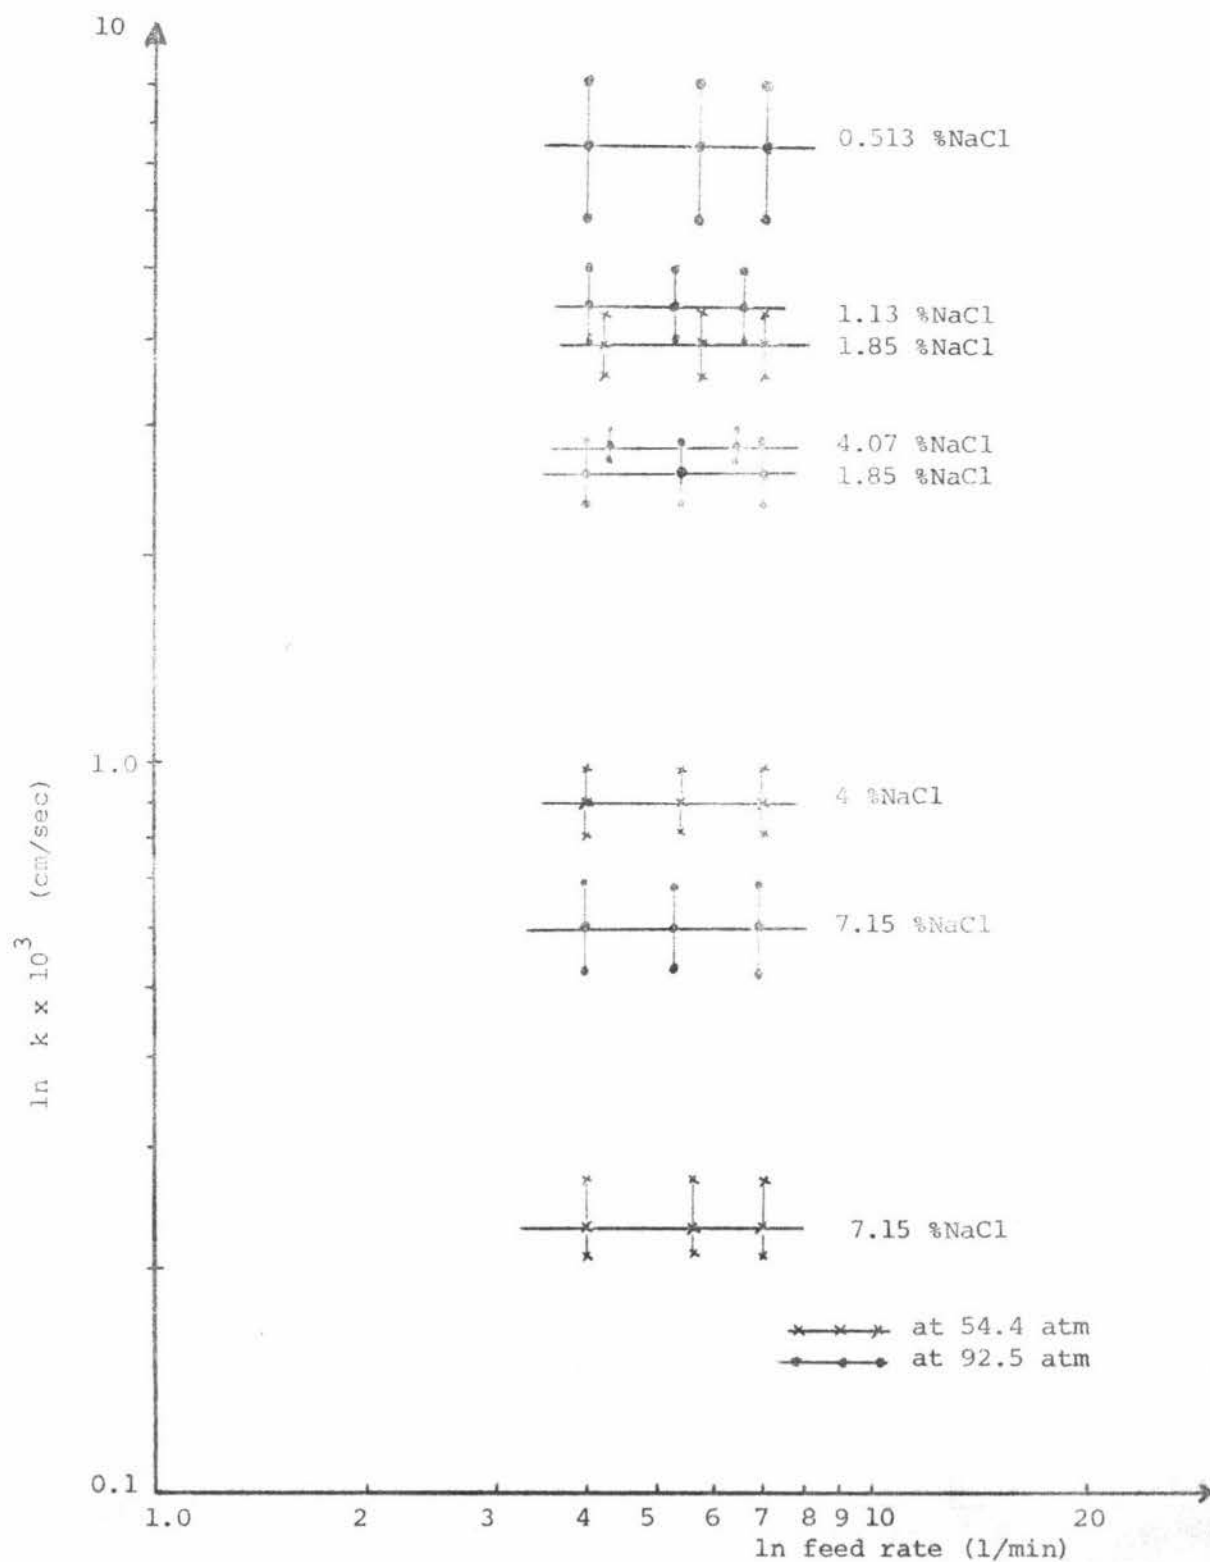 10
0.513 %NaCl
1.13 %NaCl
1.85 %NaCl
4.07 %NaCl
1.85 %NaCl
1.0
4 %NaCl
7.15 %NaCl
ln k x 10³ (cm/sec)
7.15 %NaCl
at 54.4 atm
at 92.5 atm
0.1
1.0 2 3 4 5 6 7 8 9 10 20
ln feed rate (l/min)